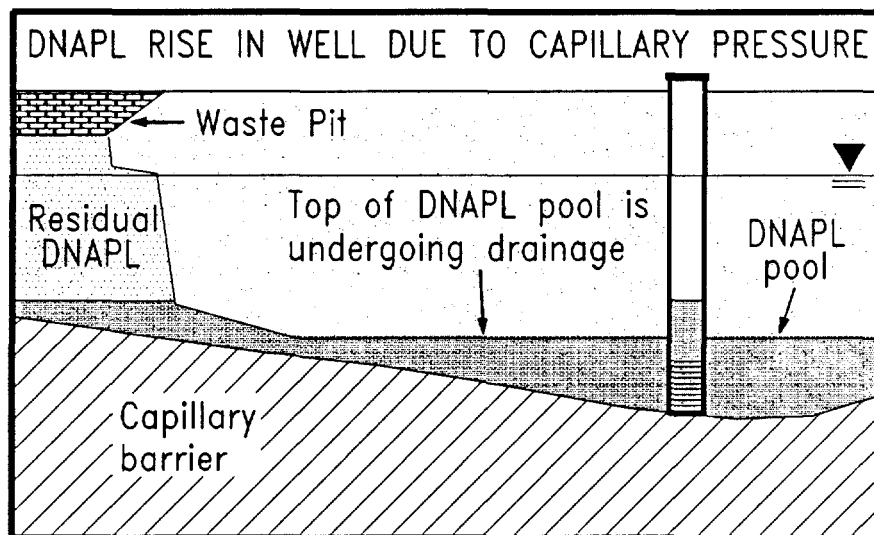 DNAPL RISE IN WELL DUE TO CAPILLARY PRESSURE
Waste Pit
Residual
DNAPL
Top of DNAPL pool is
undergoing drainage
DNAPL
pool
Capillary
barrier